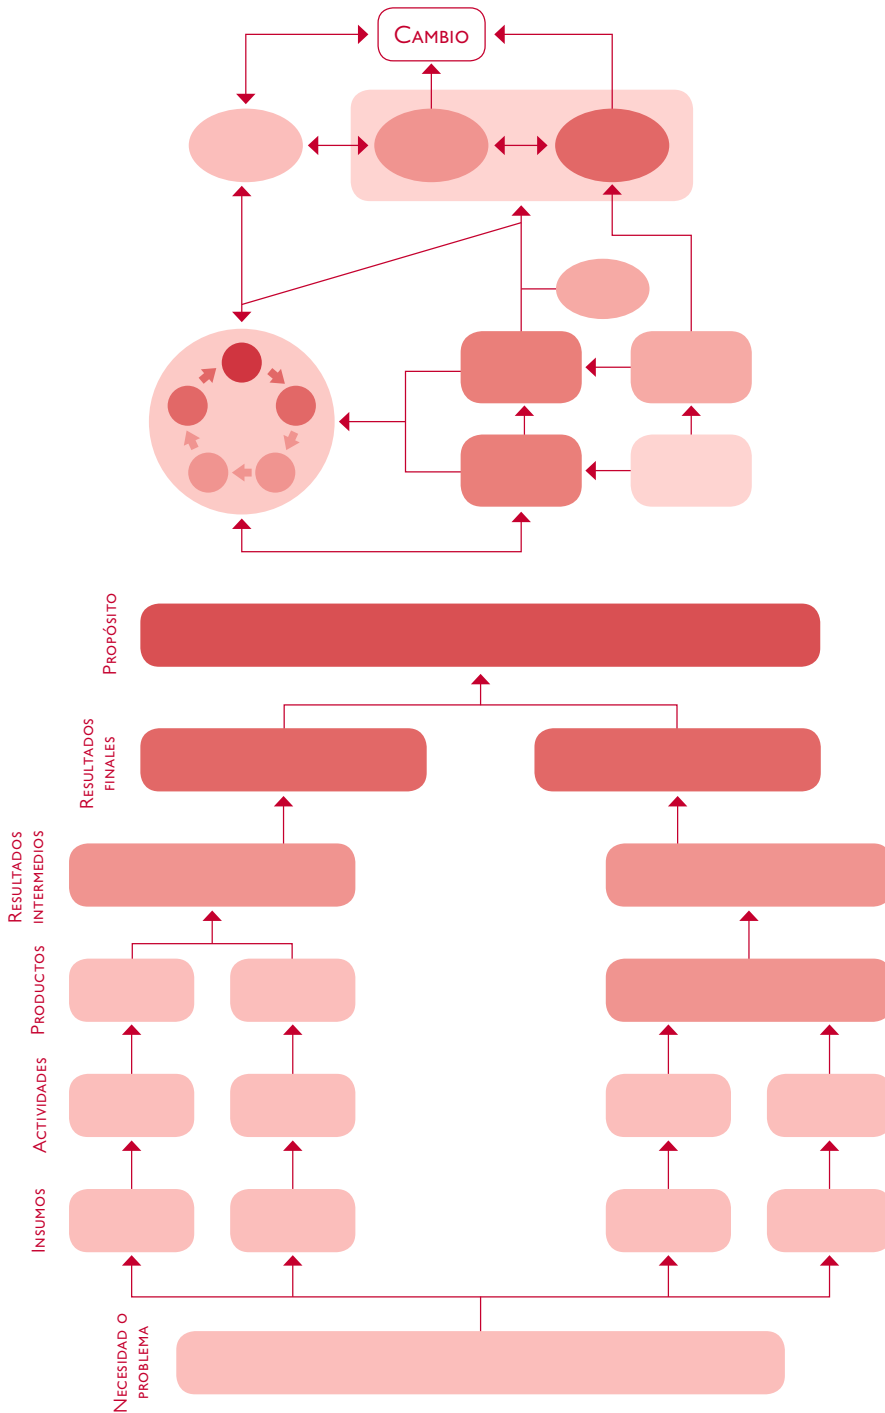 CAMBIO
PROPÓSITO
RESULTADOS
FINALES
RESULTADOS
INTERMEDIOS
PRODUCTOS
ACTIVIDADES
INSUMOS
NECESIDAD O
PROBLEMA